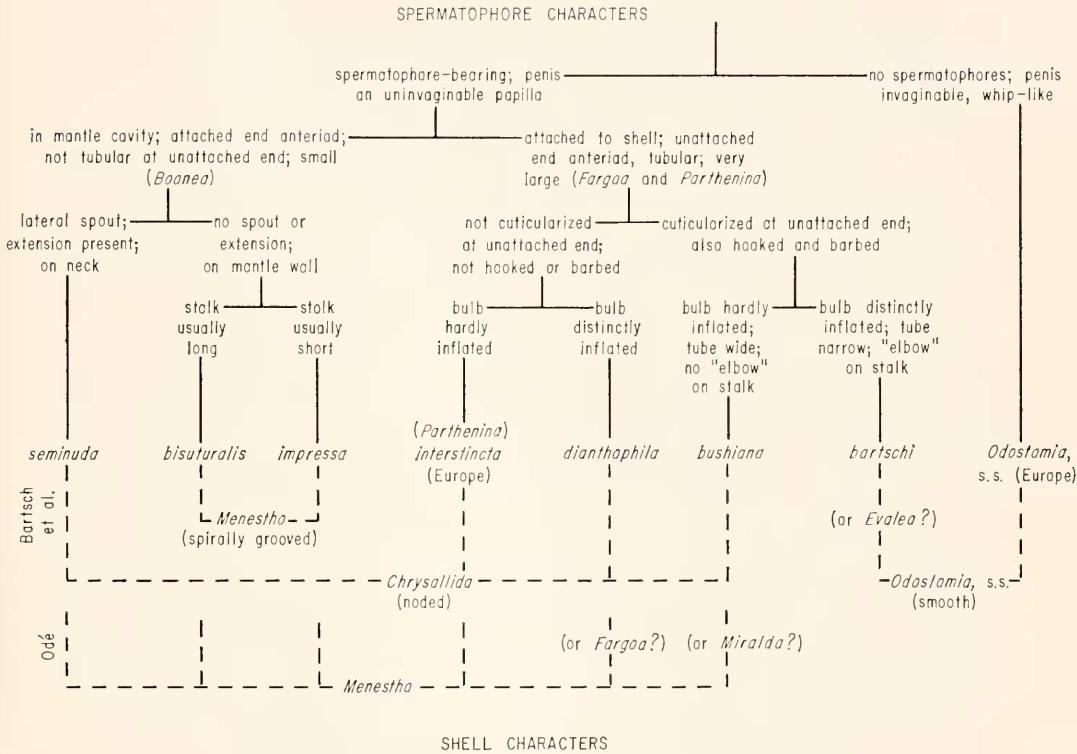 SPERMATOPHORE CHARACTERS
spermatophare-bearing; penis
an uninvaginable papilla
no spermatophores; penis
invaginable, whip-like
in mantle cavity; attached end anteriad;
not tubular at unattached end; small
(Boonea)
attached to shell; unattached
end anteriad, tubular; very
large (Fargoa and Parthenina)
lateral spout;
extension present;
on neck
no spout or
extension;
on mantle wall
not cuticularized
at unattached end;
not hooked or barbed
cuticularized at unattached end;
also hooked and barbed
stalk
usually
long
stalk
usually
short
bulb
hardly
inflated
bulb
distinctly
inflated
bulb hardly
inflated;
tube wide;
no "elbow"
on stalk
bulb distinctly
inflated; tube
narrow; "elbow"
on stalk
seminuda
bisuturalis
impressa
(Parthenina)
interstincta
(Europe)
dianthophila
bushiana
bartschi
Odostomia,
s.s. (Europe)
Bartsch
et al.
Menestho
(spirally grooved)
(or Evalea?)
Chrysallida
(noded)
Odostomia, s.s.
(smooth)
Odé
(or Fargoa?)
(or Miralda?)
Menestho
SHELL CHARACTERS